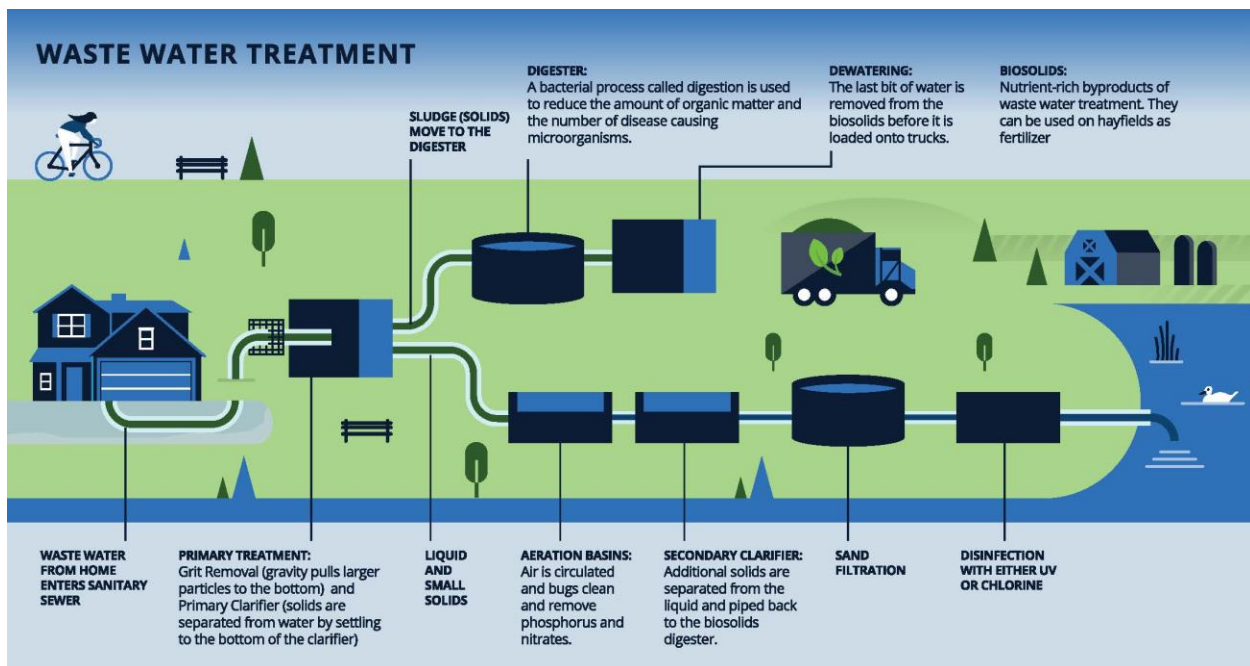 WASTE WATER TREATMENT
SLUDGE (SOLIDS)
MOVE TO THE
DIGESTER
DIGESTER:
A bacterial process called digestion is used
to reduce the amount of organic matter and
the number of disease causing
microorganisms.
DEWATERING:
The last bit of water is
removed from the
biosolids before it is
loaded onto trucks.
BIOSOLIDS:
Nutrient-rich byproducts of
waste water treatment. They
can be used on hayfields as
fertilizer
WASTE WATER
FROM HOME
ENTERS SANITARY
SEWER
PRIMARY TREATMENT:
Grit Removal (gravity pulls larger
particles to the bottom) and
Primary Clarifier (solids are
separated from water by settling
to the bottom of the clarifier)
LIQUID
AND
SMALL
SOLIDS
AERATION BASINS:
Air is circulated
and bugs clean
and remove
phosphorus and
nitrates.
SECONDARY CLARIFIER:
Additional solids are
separated from the
liquid and piped back
to the biosolids
digester.
SAND
FILTRATION
DISINFECTION
WITH EITHER UV
OR CHLORINE